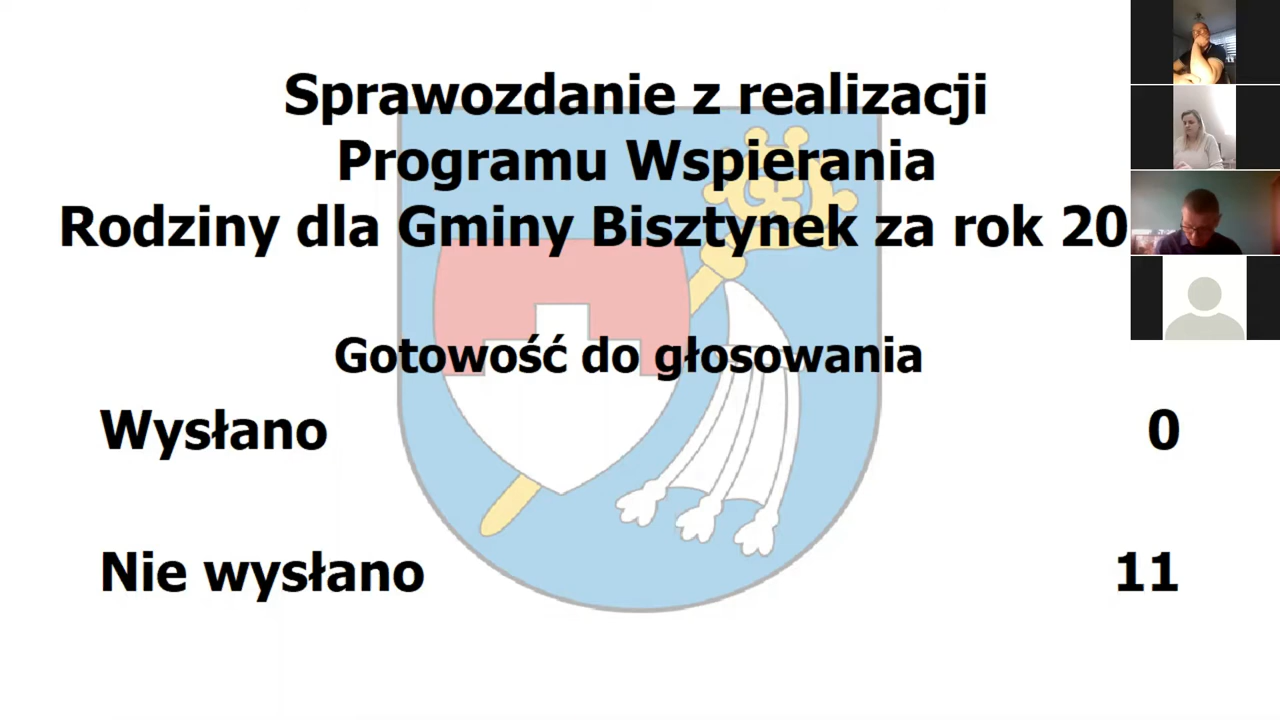 Sprawozdanie z realizacji
Programu Wspierania
Rodziny dla Gminy Bisztynek za rok 20
Gotowość do głosowania
Wysłano 0
Nie wysłano 11